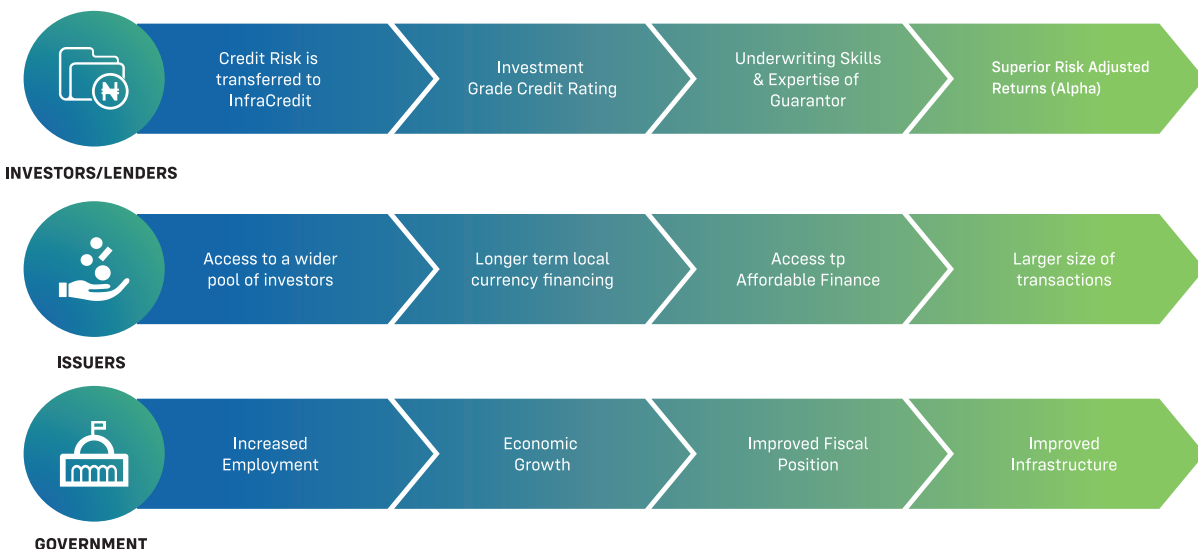 Credit Risk is
transferred to
InfraCredit
Investment
Grade Credit Rating
Underwriting Skills
& Expertise of
Guarantor
Superior Risk Adjusted
Returns (Alpha)
INVESTORS/LENDERS
Access to a wider
pool of investors
Longer term local
currency financing
Access tp
Affordable Finance
Larger size of
transactions
ISSUERS
Increased
Employment
Economic
Growth
Improved Fiscal
Position
Improved
Infrastructure
GOVERNMENT